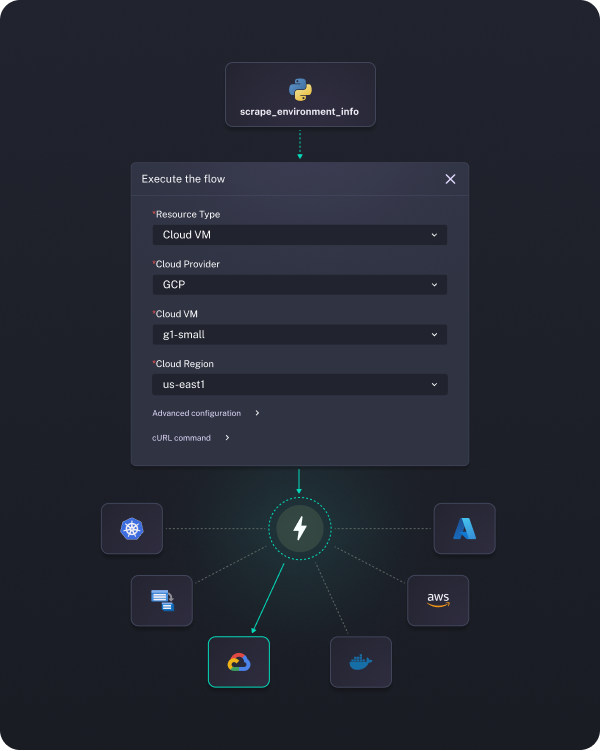 scrape_environment_info
Execute the flow
*Resource Type
Cloud VM
*Cloud Provider
GCP
*Cloud VM
g1-small
*Cloud Region
us-east1
Advanced configuration
cURL command
aws